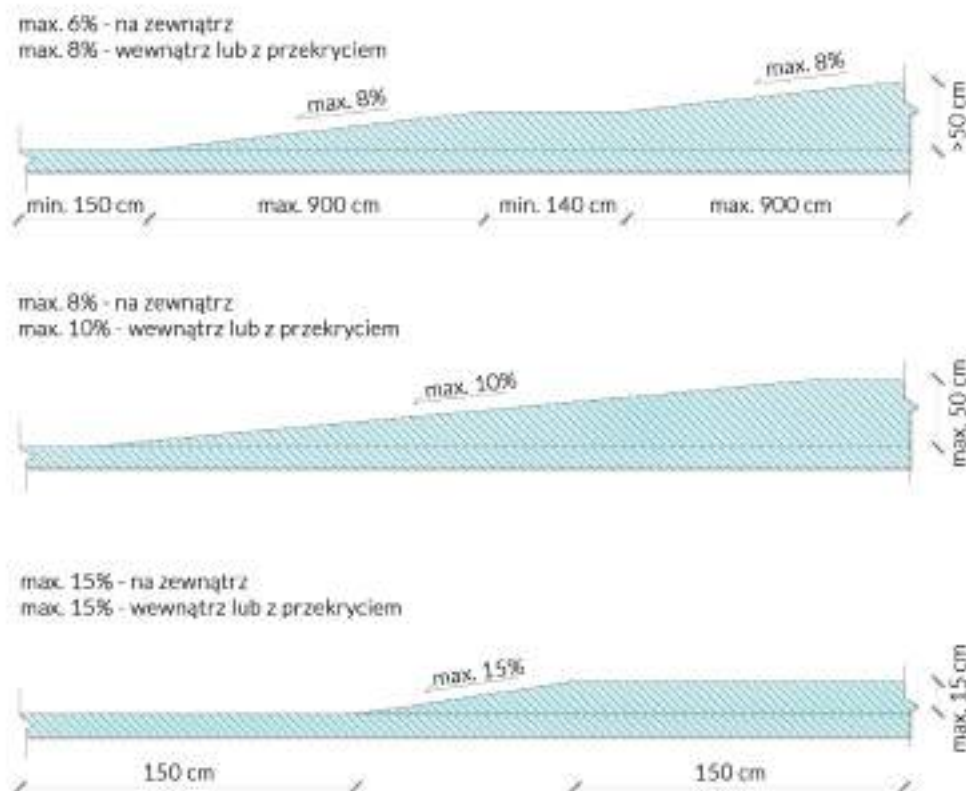 max. 6% - na zewnątrz
max. 8% - wewnątrz lub z przekryciem
max. 8%
max. 8%
>50 cm
min. 150 cm
max. 900 cm
min. 140 cm
max. 900 cm
max. 8% - na zewnątrz
max. 10% - wewnątrz lub z przekryciem
max. 10%
max. 50 cm
max. 15% - na zewnątrz
max. 15% - wewnątrz lub z przekryciem
max. 15%
max. 15 cm
150 cm
150 cm